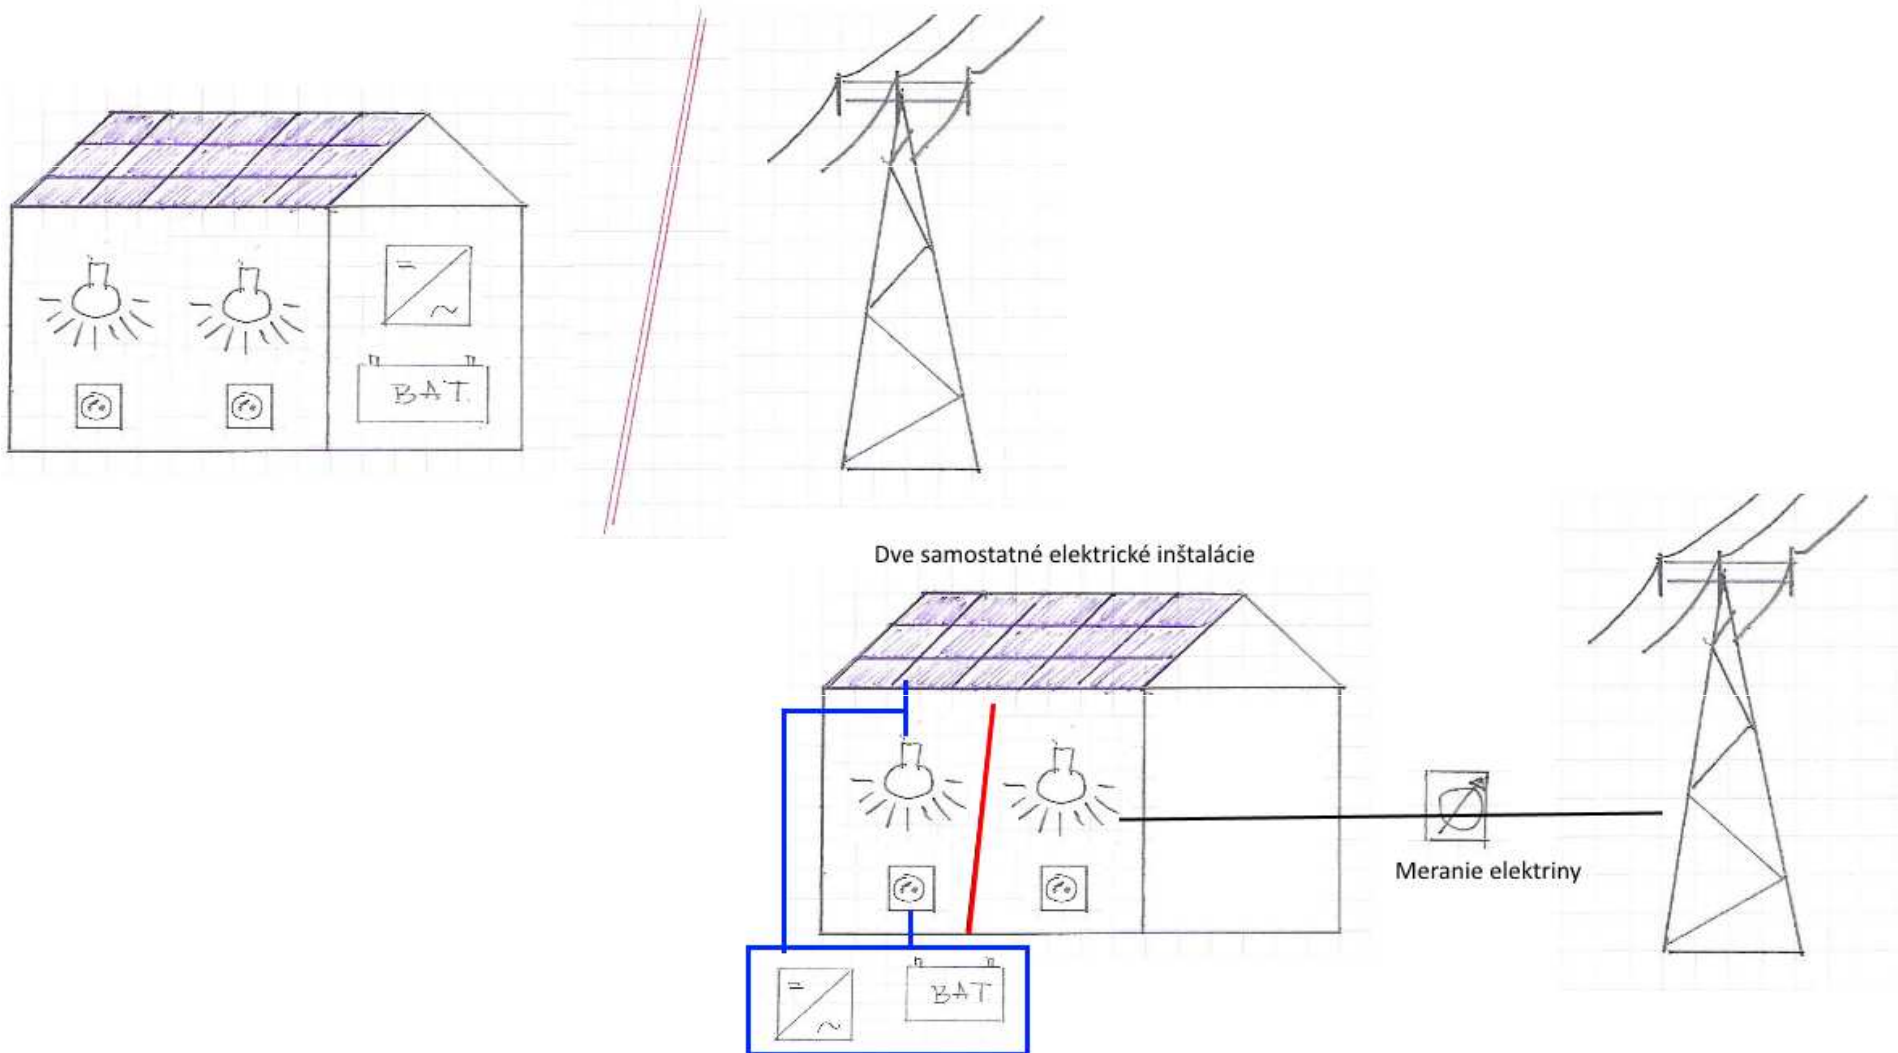 BAT.
Dve samostatné elektrické inštalácie
Meranie elektriny
BAT